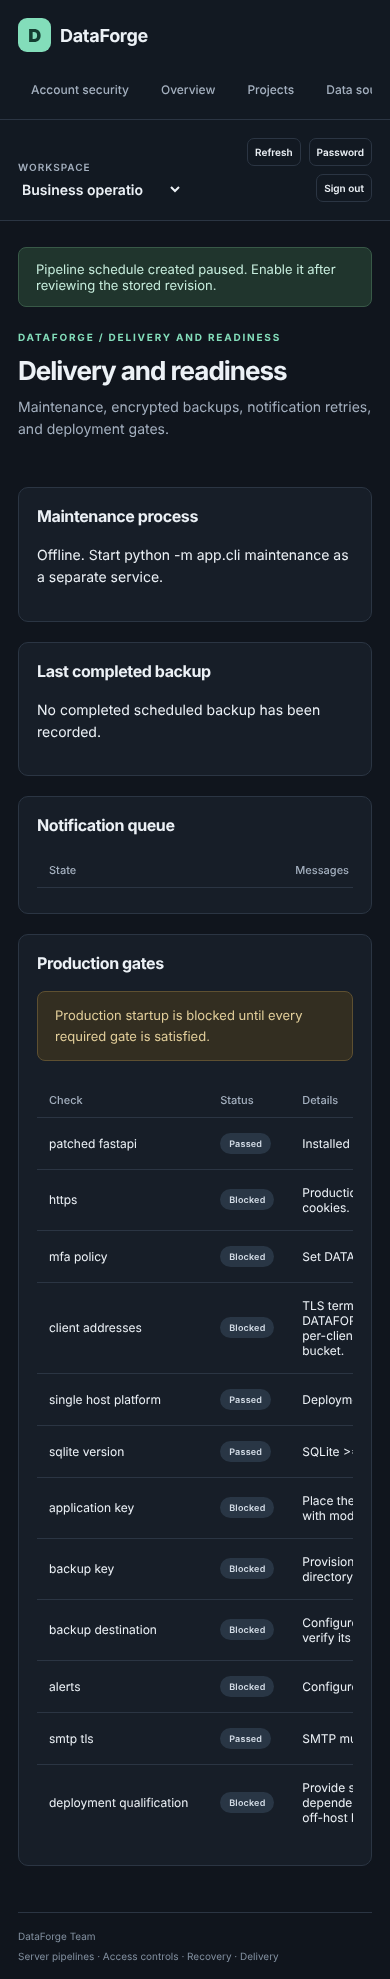 D DataForge
Account security Overview Projects Data sou
WORKSPACE
Business operatio
Refresh Password
Sign out
Pipeline schedule created paused. Enable it after
reviewing the stored revision.
DATAFORGE / DELIVERY AND READINESS
Delivery and readiness
Maintenance, encrypted backups, notification retries,
and deployment gates.
Maintenance process
Offline. Start python -m app.cli maintenance as
a separate service.
Last completed backup
No completed scheduled backup has been
recorded.
Notification queue
State Messages
Production gates
Production startup is blocked until every
required gate is satisfied.
Check Status Details
patched fastapi Passed Installed
https Blocked Productio
cookies.
mfa policy Blocked Set DATA
client addresses Blocked TLS term
DATAFOR
per-clien
bucket.
single host platform Passed Deploym
sqlite version Passed SQLite >=
application key Blocked Place the
with mod
backup key Blocked Provision
directory
backup destination Blocked Configure
verify its
alerts Blocked Configure
smtp tls Passed SMTP mu
deployment qualification Blocked Provide s
depende
off-host
DataForge Team
Server pipelines · Access controls · Recovery · Delivery